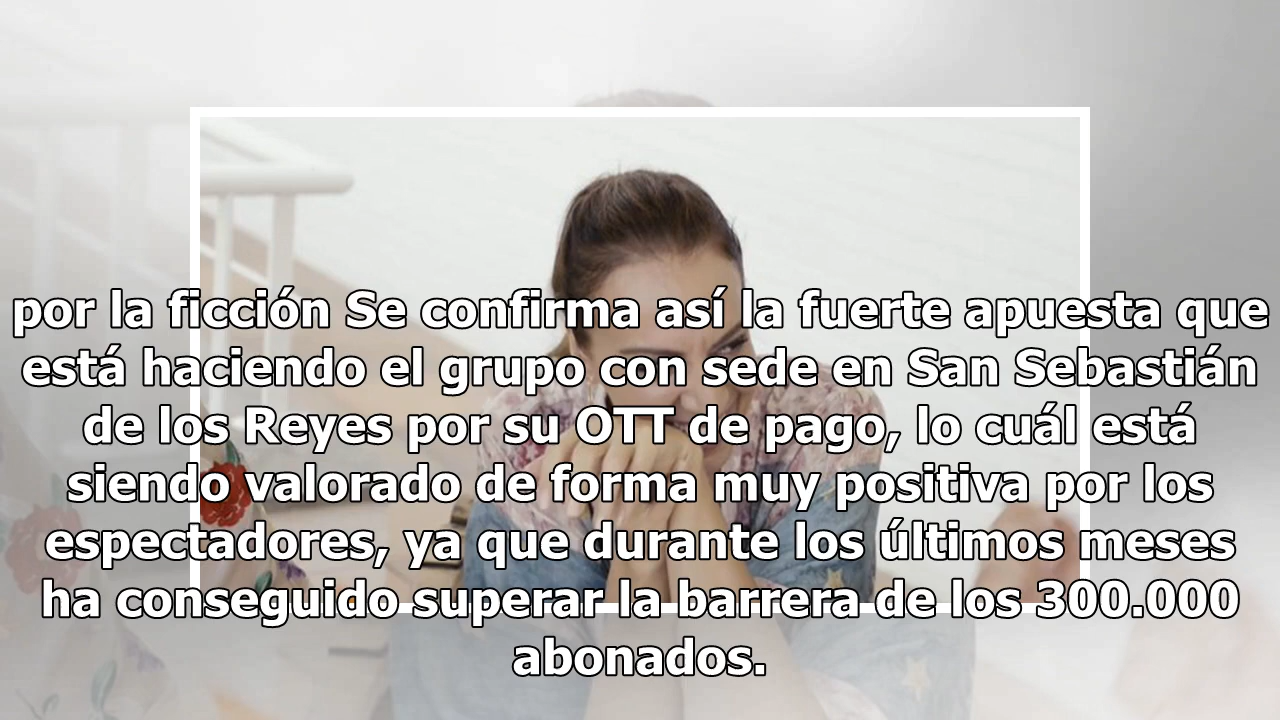 por la ficción Se confirma así la fuerte apuesta que
está haciendo el grupo con sede en San Sebastián
de los Reyes por su OTT de pago, lo cuál está
siendo valorado de forma muy positiva por los
espectadores, ya que durante los últimos meses
ha conseguido superar la barrera de los 300.000
abonados.